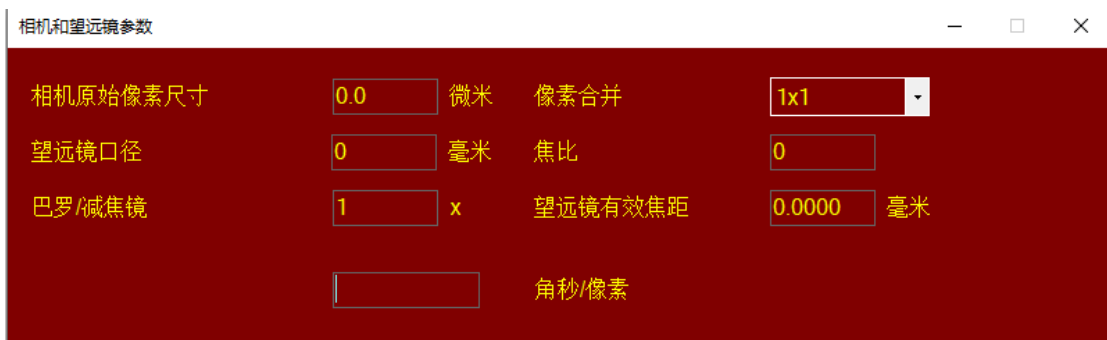 相机和望远镜参数
相机原始像素尺寸 0.0 微米 像素合并 1x1
望远镜口径 0 毫米 焦比 0
巴罗/减焦镜 1 x 望远镜有效焦距 0.0000 毫米
角秒/像素